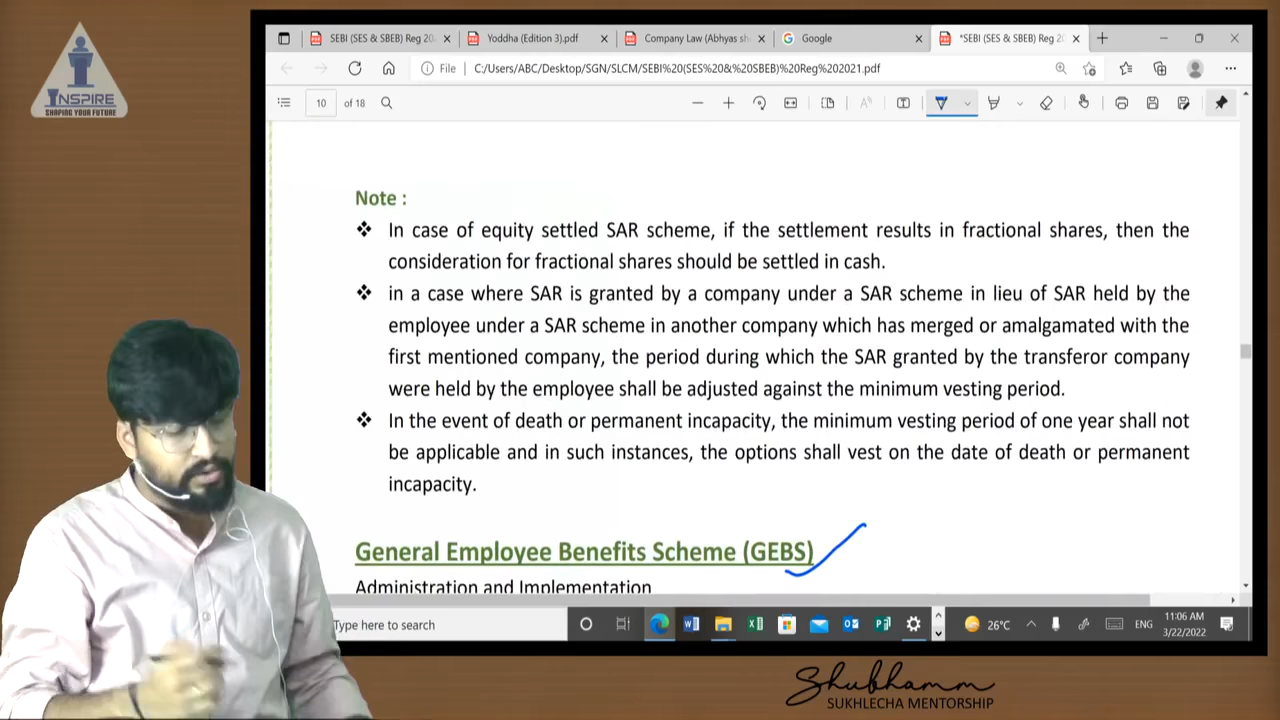 INSPIRE
SHAPING YOUR FUTURE
SEBI (SES & SBEB) Reg 20
Yoddha (Edition 3).pdf
Company Law (Abhyas sh
Google
*SEBI (SES & SBEB) Reg 2
File
C:/Users/ABC/Desktop/SGN/SLCM/SEBI%20(SES%20&%20SBEB)%20Reg%202021.pdf
10 of 18
Note :
❖ In case of equity settled SAR scheme, if the settlement results in fractional shares, then the
consideration for fractional shares should be settled in cash.
❖ in a case where SAR is granted by a company under a SAR scheme in lieu of SAR held by the
employee under a SAR scheme in another company which has merged or amalgamated with the
first mentioned company, the period during which the SAR granted by the transferor company
were held by the employee shall be adjusted against the minimum vesting period.
❖ In the event of death or permanent incapacity, the minimum vesting period of one year shall not
be applicable and in such instances, the options shall vest on the date of death or permanent
incapacity.
General Employee Benefits Scheme (GEBS)
Administration and Implementation
Type here to search
26°C
ENG
11:06 AM
3/22/2022
Shubhamm
SUKHLECHA MENTORSHIP